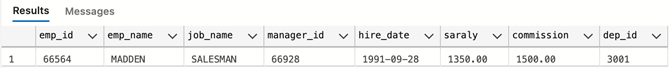 Results Messages
emp_id emp_name job_name manager_id hire_date saraly commission dep_id
1 66564 MADDEN SALESMAN 66928 1991-09-28 1350.00 1500.00 3001